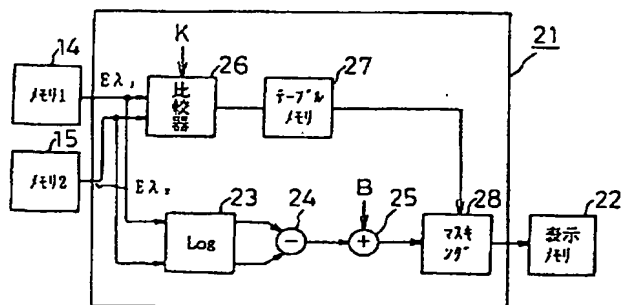 14
K
26
27
21
メモリ1
Eλ₁
比較器
テーブル
メモリ
15
メモリ2
Eλ₂
23
24
B
25
28
22
Log
−
+
マスキ
ング
表示
メモリ